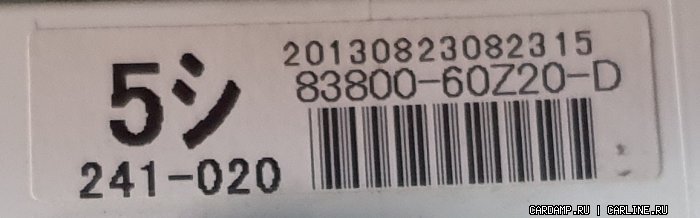 5シ
241-020
20130823082315
83800-60Z20-D
CARDAMP.RU | CARLINE.RU